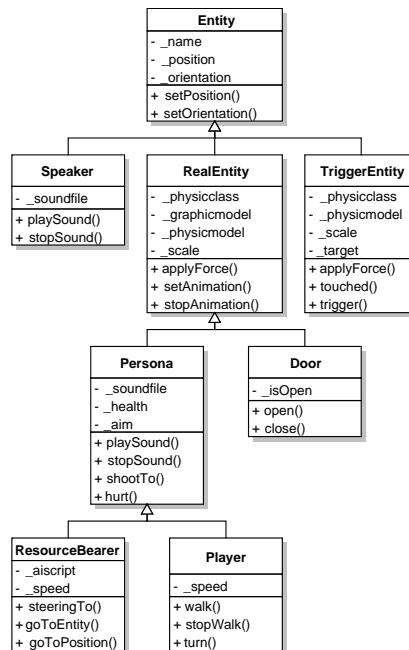 Entity
- _name
- _position
- _orientation
+ setPosition()
+ setOrientation()
Speaker
- _soundfile
+ playSound()
+ stopSound()
RealEntity
- _physicclass
- _graphicmodel
- _physicmodel
- _scale
+ applyForce()
+ setAnimation()
+ stopAnimation()
TriggerEntity
- _physicclass
- _physicmodel
- _scale
- _target
+ applyForce()
+ touched()
+ trigger()
Persona
- _soundfile
- _health
- _aim
+ playSound()
+ stopSound()
+ shootTo()
+hurt()
Door
- _isOpen
+ open()
+ close()
ResourceBearer
- _aiscript
- _speed
+ steeringTo()
+goToEntity()
+ goToPosition()
Player
- _speed
+ walk()
+ stopWalk()
+ turn()